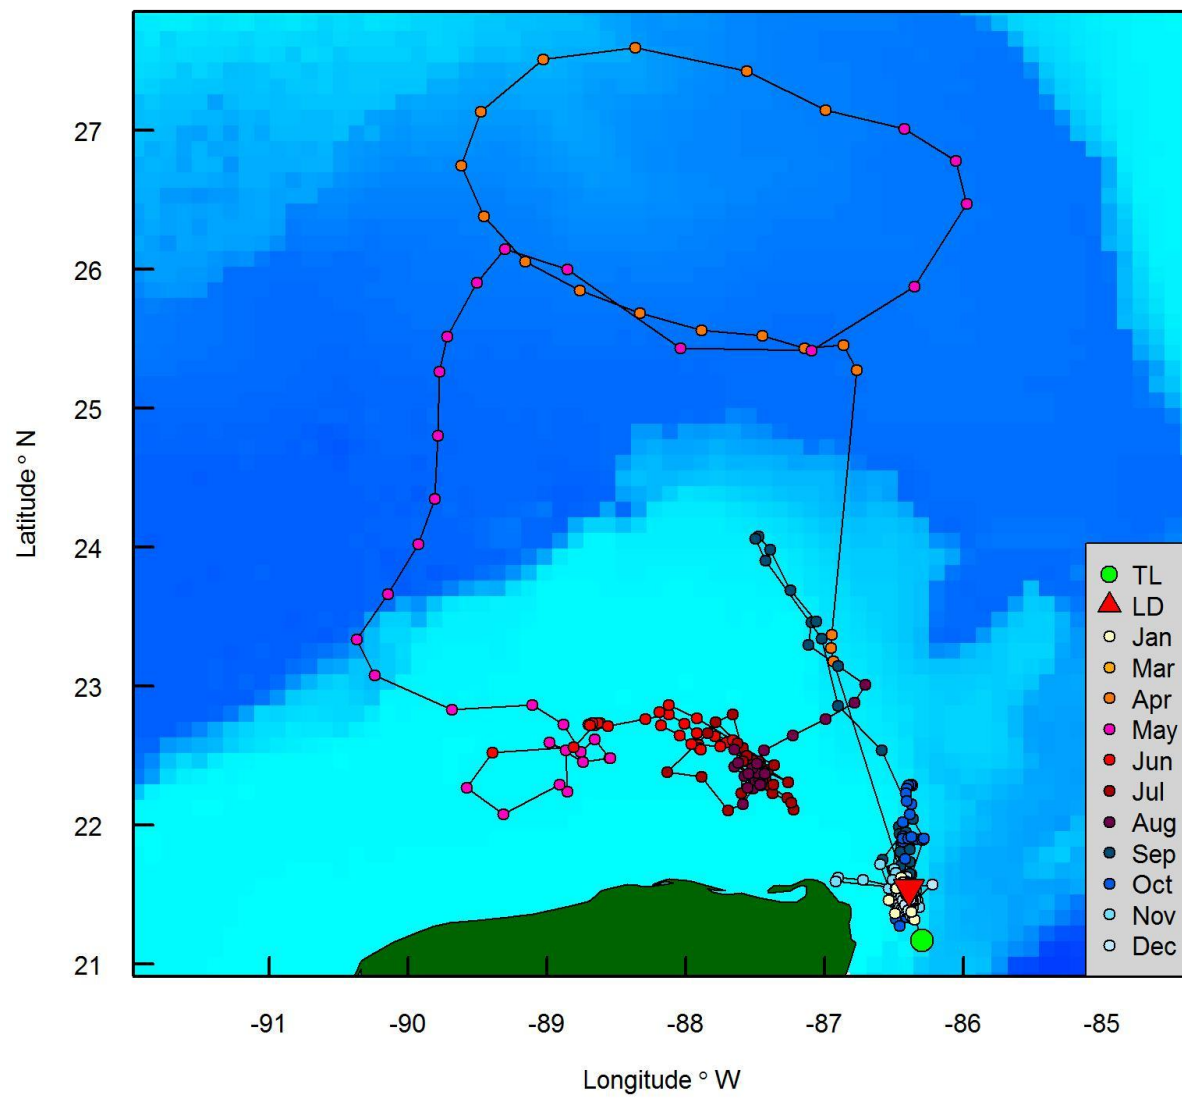 27
26
25
24
23
22
21
Latitude ° N
-91
-90
-89
-88
-87
-86
-85
Longitude ° W
TL
LD
Jan
Mar
Apr
May
Jun
Jul
Aug
Sep
Oct
Nov
Dec